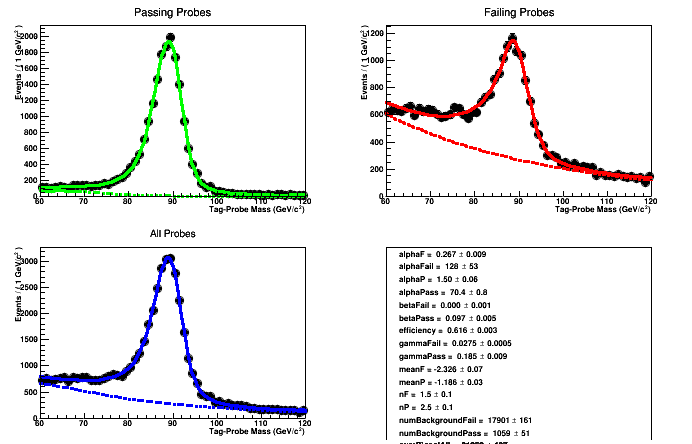 Passing Probes
Events / ( 1 GeV/c²)
2000
1800
1600
1400
1200
1000
800
600
400
200
0
60 70 80 90 100 110 120
Tag-Probe Mass (GeV/c²)
Failing Probes
Events / ( 1 GeV/c²)
1200
1000
800
600
400
200
60 70 80 90 100 110 120
Tag-Probe Mass (GeV/c²)
All Probes
Events / ( 1 GeV/c²)
3000
2500
2000
1500
1000
500
0
60 70 80 90 100 110 120
Tag-Probe Mass (GeV/c²)
alphaF = 0.267 ± 0.009
alphaFail = 128 ± 53
alphaP = 1.50 ± 0.06
alphaPass = 70.4 ± 0.8
betaFail = 0.000 ± 0.001
betaPass = 0.097 ± 0.005
efficiency = 0.616 ± 0.003
gammaFail = 0.0275 ± 0.0005
gammaPass = 0.185 ± 0.009
meanF = -2.326 ± 0.07
meanP = -1.186 ± 0.03
nF = 1.5 ± 0.1
nP = 2.5 ± 0.1
numBackgroundFail = 17901 ± 161
numBackgroundPass = 1059 ± 51